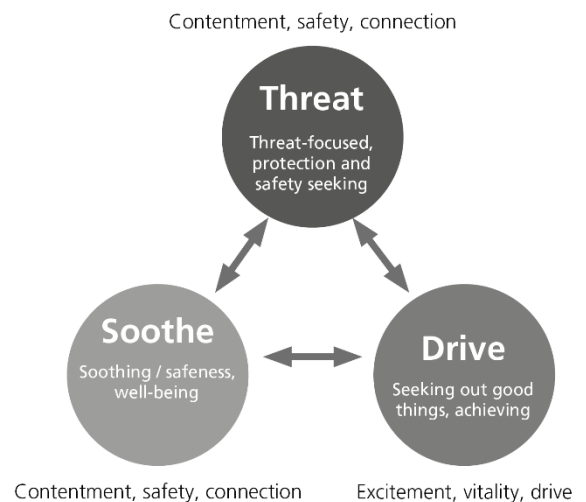 Contentment, safety, connection
Threat
Threat-focused,
protection and
safety seeking
Soothe
Soothing / safeness,
well-being
Drive
Seeking out good
things, achieving
Contentment, safety, connection
Excitement, vitality, drive